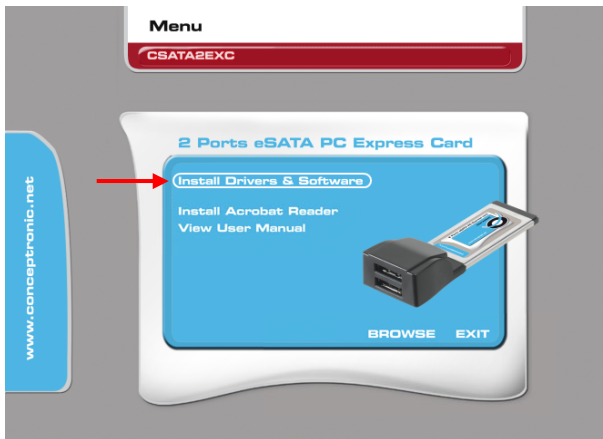 Menu
CSATA2EXC
2 Ports eSATA PC Express Card
Install Drivers & Software
Install Acrobat Reader
View User Manual
BROWSE EXIT
www.conceptronic.net